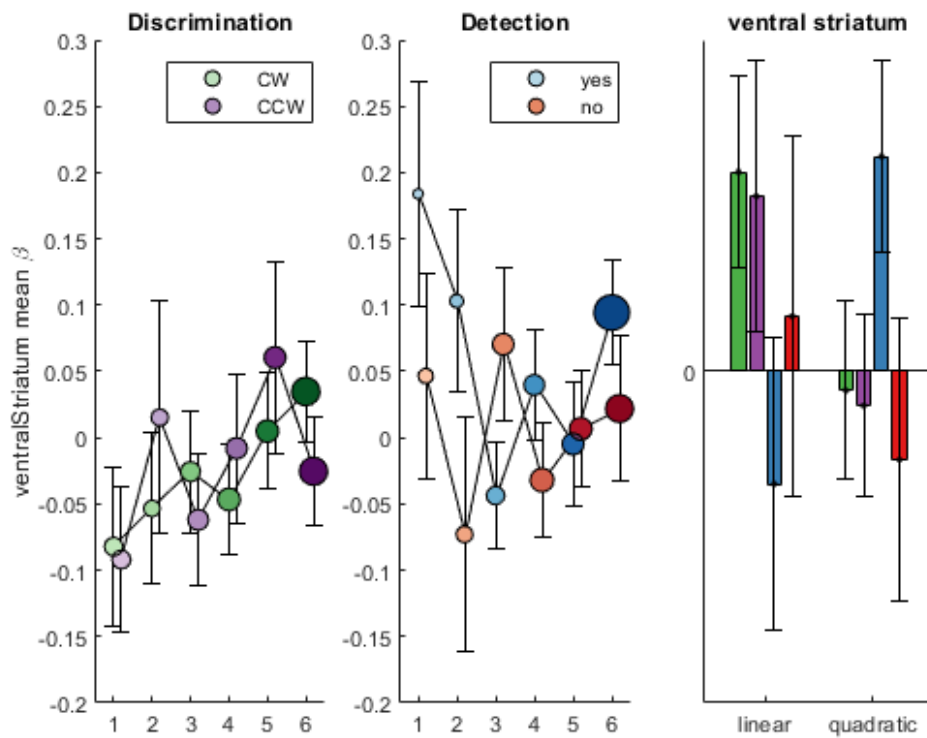 Discrimination
Detection
ventral striatum
ventralStriatum mean β
0.3
0.25
0.2
0.15
0.1
0.05
0
-0.05
-0.1
-0.15
-0.2
CW
CCW
1 2 3 4 5 6
0.3
0.25
0.2
0.15
0.1
0.05
0
-0.05
-0.1
-0.15
-0.2
yes
no
1 2 3 4 5 6
0
linear quadratic